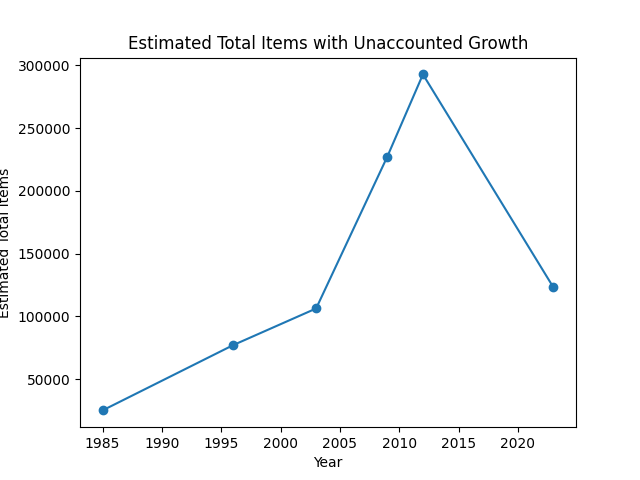 Estimated Total Items with Unaccounted Growth
300000
250000
200000
150000
100000
50000
Estimated Total Items
1985 1990 1995 2000 2005 2010 2015 2020
Year